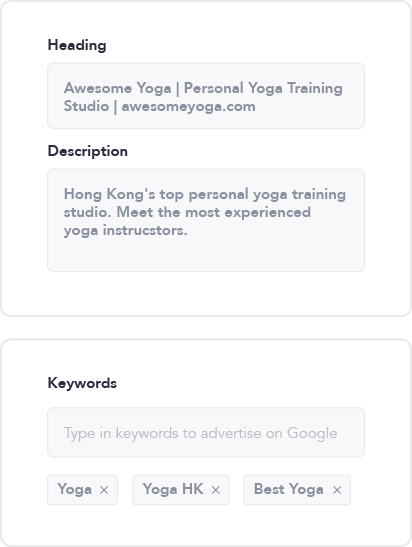 Heading
Awesome Yoga | Personal Yoga Training
Studio | awesomeyoga.com
Description
Hong Kong's top personal yoga training
studio. Meet the most experienced
yoga instrucstors.
Keywords
Type in keywords to advertise on Google
Yoga × Yoga HK × Best Yoga ×